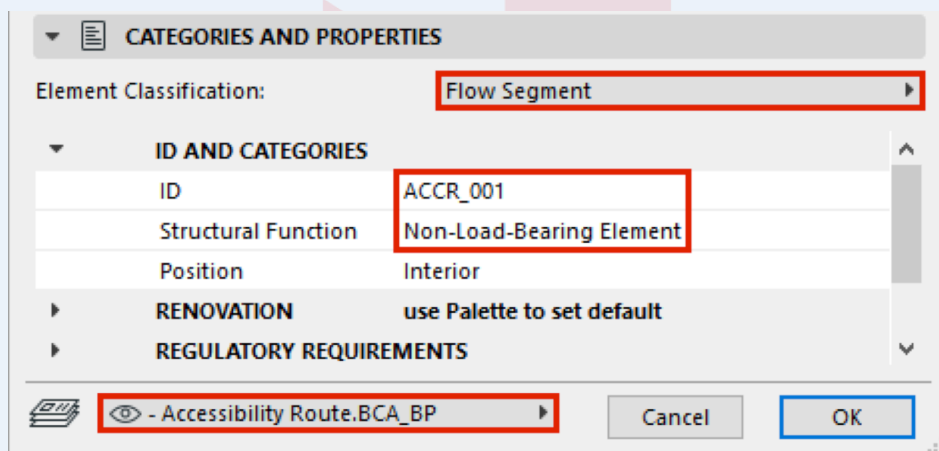 CATEGORIES AND PROPERTIES
Element Classification: Flow Segment
ID AND CATEGORIES
ID ACCR_001
Structural Function Non-Load-Bearing Element
Position Interior
RENOVATION use Palette to set default
REGULATORY REQUIREMENTS
- Accessibility Route.BCA_BP Cancel OK